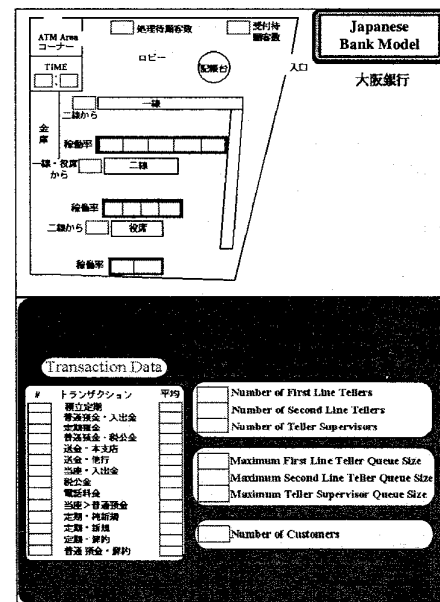 Japanese
Bank Model
大阪銀行
ATM Area
コーナー
TIME
処理待顧客数
受付待
顧客数
ロビー
記帳台
入口
金庫
一線
二線から
稼働率
一線・役席
から
二線
稼働率
二線から
役席
稼働率
Transaction Data
# トランザクション 平均
積立定期
普通預金・入出金
定期預金
普通預金・税公金
送金・本支店
送金・他行
当座・入出金
税公金
電話料金
当座>普通預金
定期・純新規
定期・新規
定期・解約
普通 預金・解約
Number of First Line Tellers
Number of Second Line Tellers
Number of Teller Supervisors
Maximum First Line Teller Queue Size
Maximum Second Line Teller Queue Size
Maximum Teller Supervisor Queue Size
Number of Customers